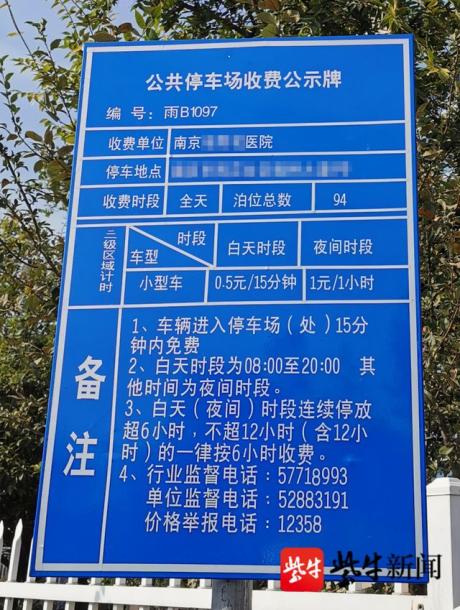 公共停车场收费公示牌
编 号：雨B1097
收费单位 南京 医院
停车地点
收费时段 全天 泊位总数 94
三级区域计时
时段
车型 白天时段 夜间时段
小型车 0.5元/15分钟 1元/1小时
备注
1、车辆进入停车场（处）15分
钟内免费
2、白天时段为08:00至20:00 其
他时间为夜间时段。
3、白天（夜间）时段连续停放
超6小时，不超12小时（含12小
时）的一律按6小时收费。
4、行业监督电话：57718993
单位监督电话：52883191
价格举报电话：12358
紫牛 紫牛新闻